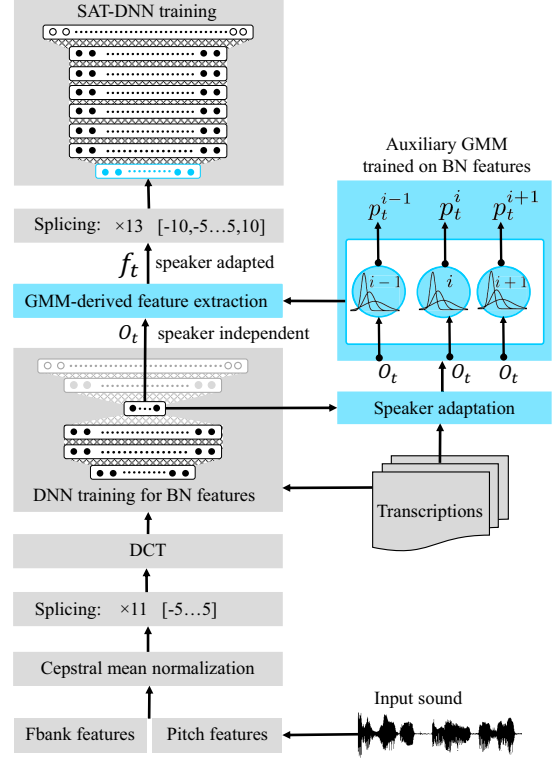 SAT-DNN training
Auxiliary GMM
trained on BN features
p_t^{i-1} p_t^i p_t^{i+1}
Splicing: ×13 [-10,-5…5,10]
f_t speaker adapted
i − 1 i i + 1
GMM-derived feature extraction
O_t speaker independent
O_t O_t O_t
Speaker adaptation
DNN training for BN features
Transcriptions
DCT
Splicing: ×11 [-5…5]
Cepstral mean normalization
Input sound
Fbank features Pitch features